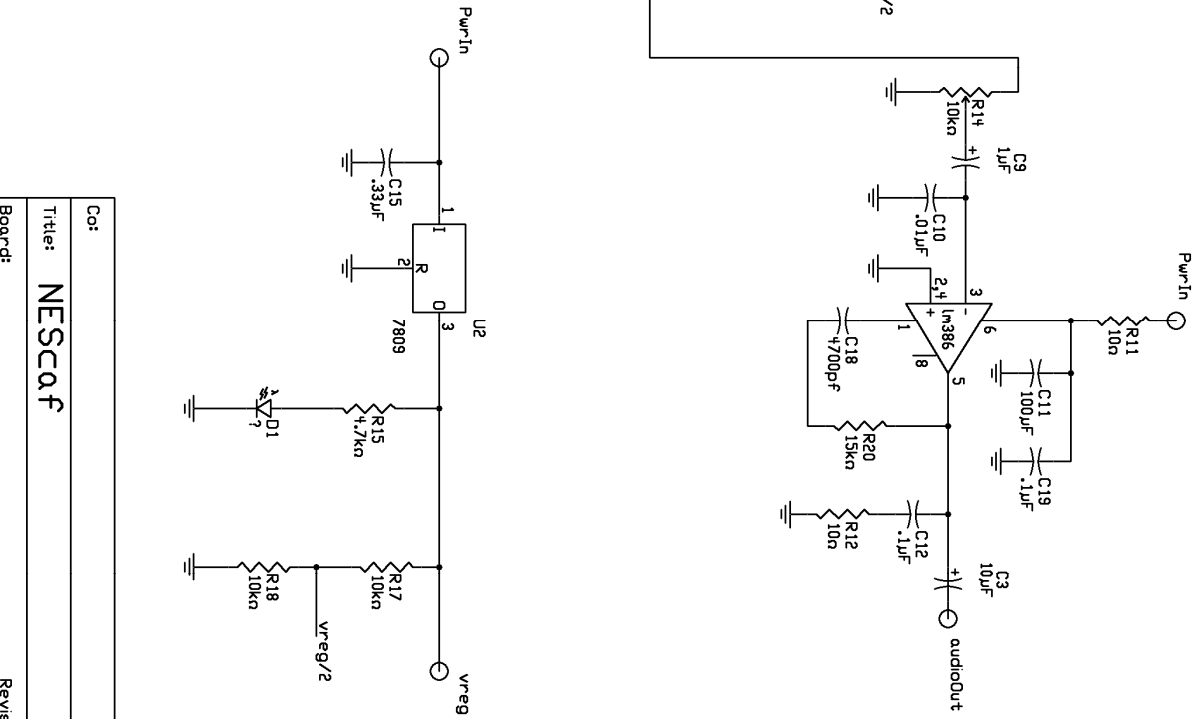 /2
R14
10kΩ
C9
1µF
C10
.01µF
2,4
3
+
-
lm386
1
8
6
5
PwrIn
R11
10Ω
C11
100µF
C19
.1µF
C18
4700pf
R20
15kΩ
R12
10Ω
C12
.1µF
C3
10µF
+
+
audioOut
PwrIn
C15
.33µF
1
I
2
R
O
3
U2
7809
D1
?
R15
4.7kΩ
R18
10kΩ
R17
10kΩ
vreg/2
vreg
Co:
Title: NEScaf
Board:
Revis